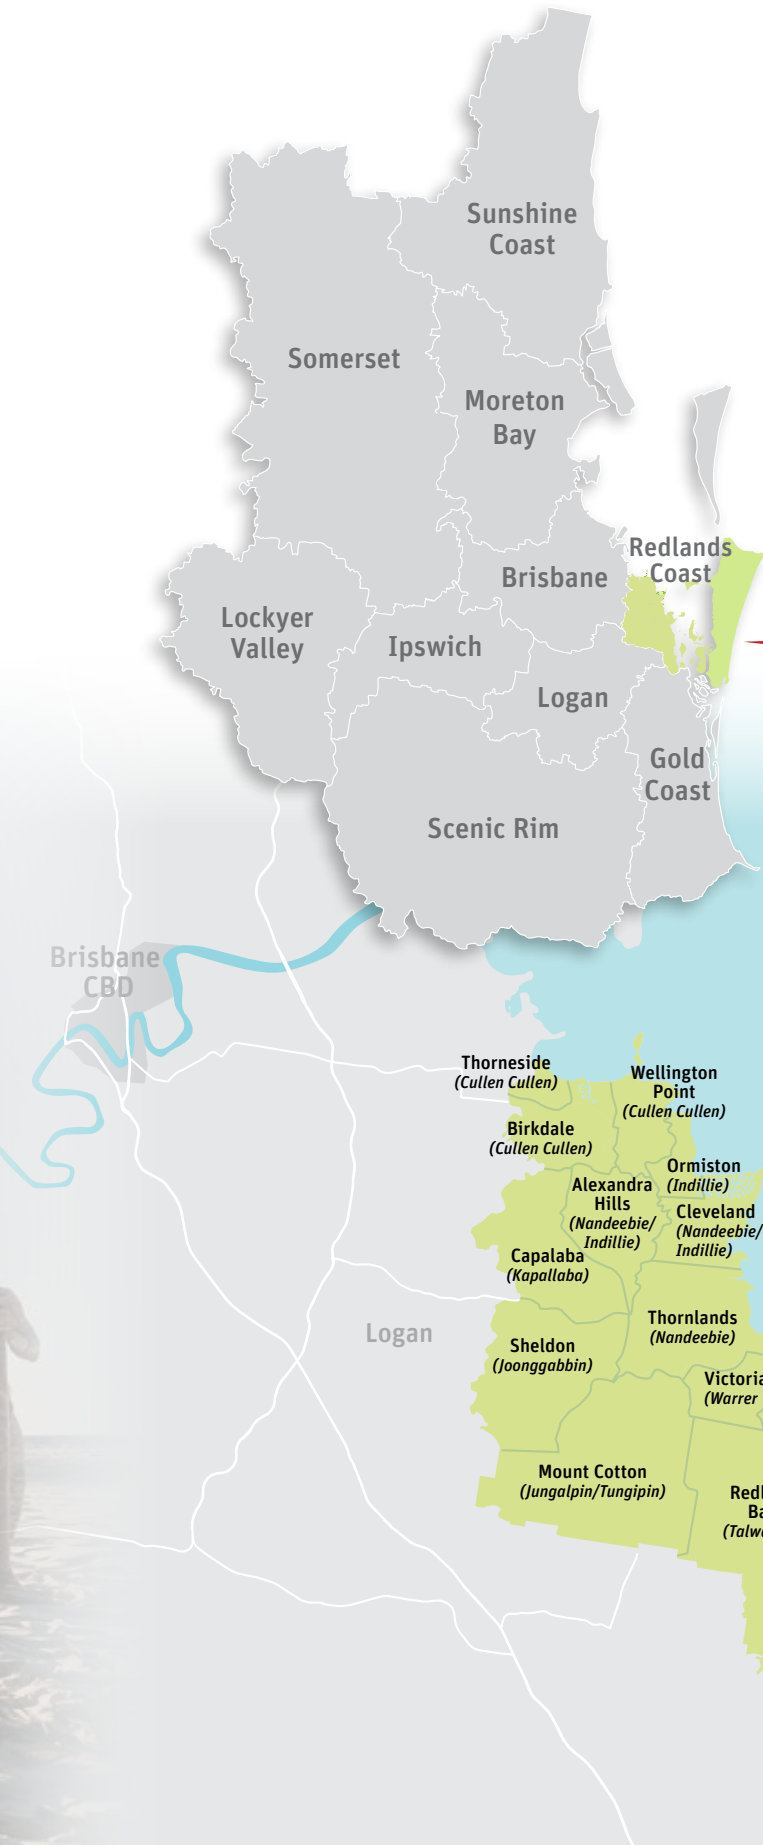 Sunshine
Coast
Somerset
Moreton
Bay
Redlands
Coast
Brisbane
Lockyer
Valley
Ipswich
Logan
Gold
Coast
Scenic Rim
Brisbane
CBD
Thorneside
(Cullen Cullen)
Wellington
Point
(Cullen Cullen)
Birkdale
(Cullen Cullen)
Ormiston
(Indillie)
Alexandra
Hills
(Nandeebie/
Indillie)
Cleveland
(Nandeebie/
Indillie)
Capalaba
(Kapallaba)
Thornlands
(Nandeebie)
Logan
Sheldon
(Joonggabbin)
Victoria
(Warrer
Mount Cotton
(Jungalpin/Tungipin)